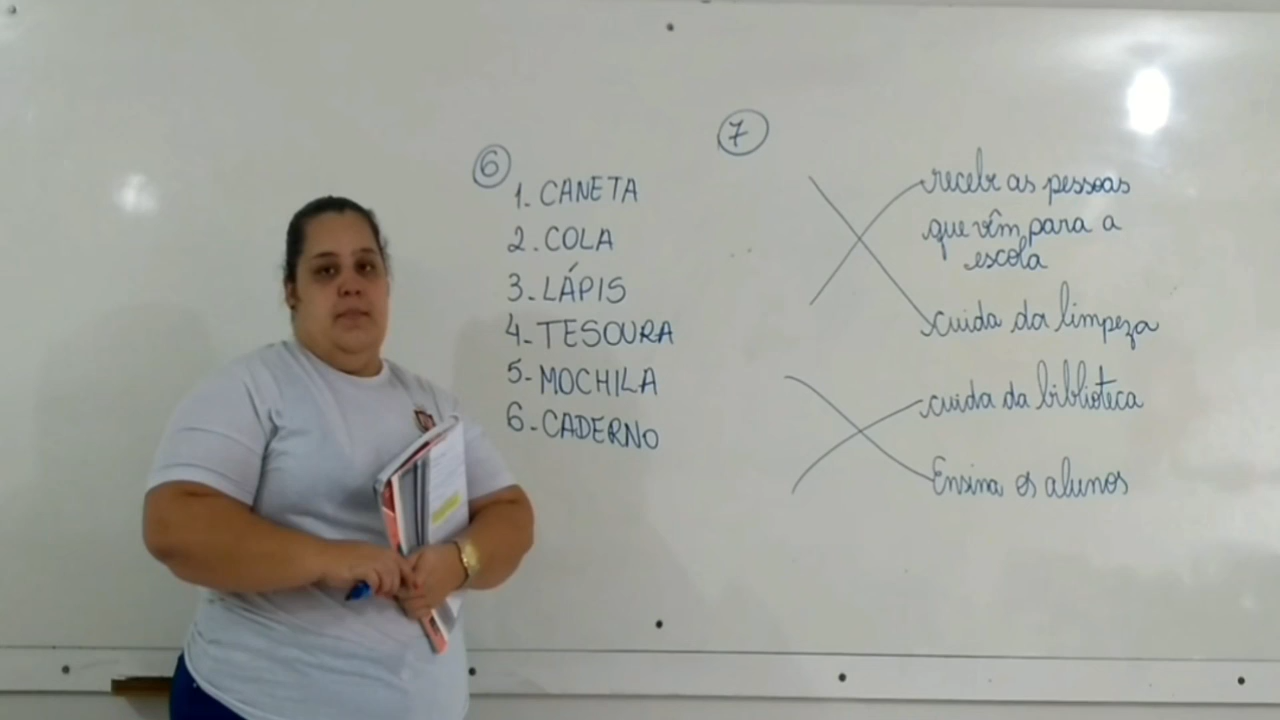 6
1. CANETA
2. COLA
3. LÁPIS
4. TESOURA
5. MOCHILA
6. CADERNO
7
recebe as pessoas
que vêm para a
escola
cuida da limpeza
cuida da biblioteca
Ensina os alunos